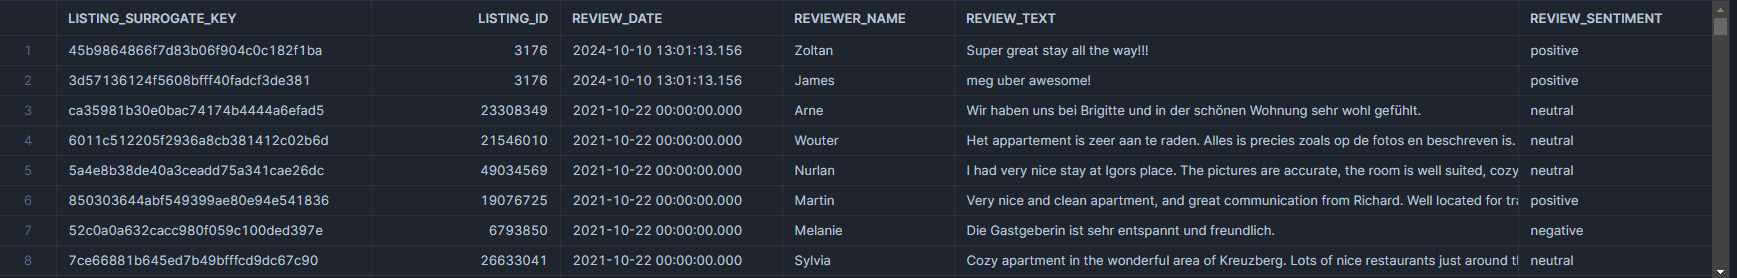 LISTING_SURROGATE_KEY LISTING_ID REVIEW_DATE REVIEWER_NAME REVIEW_TEXT REVIEW_SENTIMENT
1 45b9864866f7d83b06f904c0c182f1ba 3176 2024-10-10 13:01:13.156 Zoltan Super great stay all the way!!! positive
2 3d57136124f5608bfff40fadcf3de381 3176 2024-10-10 13:01:13.156 James meg uber awesome! positive
3 ca35981b30e0bac74174b4444a6efad5 23308349 2021-10-22 00:00:00.000 Arne Wir haben uns bei Brigitte und in der schönen Wohnung sehr wohl gefühlt. neutral
4 6011c512205f2936a8cb381412c02b6d 21546010 2021-10-22 00:00:00.000 Wouter Het appartement is zeer aan te raden. Alles is precies zoals op de fotos en beschreven is. neutral
5 5a4e8b38de40a3ceadd75a341cae26dc 49034569 2021-10-22 00:00:00.000 Nurlan I had very nice stay at Igors place. The pictures are accurate, the room is well suited, cozy neutral
6 850303644abf549399ae80e94e541836 19076725 2021-10-22 00:00:00.000 Martin Very nice and clean apartment, and great communication from Richard. Well located for tra positive
7 52c0a0a632cacc980f059c100ded397e 6793850 2021-10-22 00:00:00.000 Melanie Die Gastgeberin ist sehr entspannt und freundlich. negative
8 7ce66881b645ed7b49bfffcd9dc67c90 26633041 2021-10-22 00:00:00.000 Sylvia Cozy apartment in the wonderful area of Kreuzberg. Lots of nice restaurants just around neutral